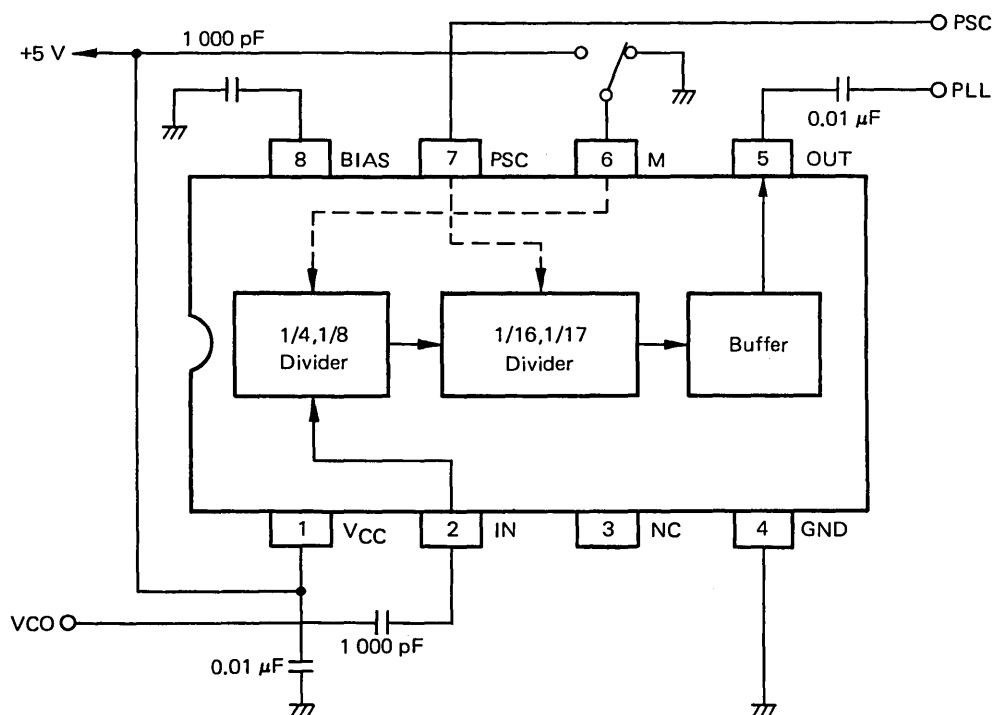 PSC
1 000 pF
+5 V
PLL
0.01 μF
8 BIAS 7 PSC 6 M 5 OUT
1/4,1/8
Divider
1/16,1/17
Divider
Buffer
1 VCC 2 IN 3 NC 4 GND
VCO
1 000 pF
0.01 μF